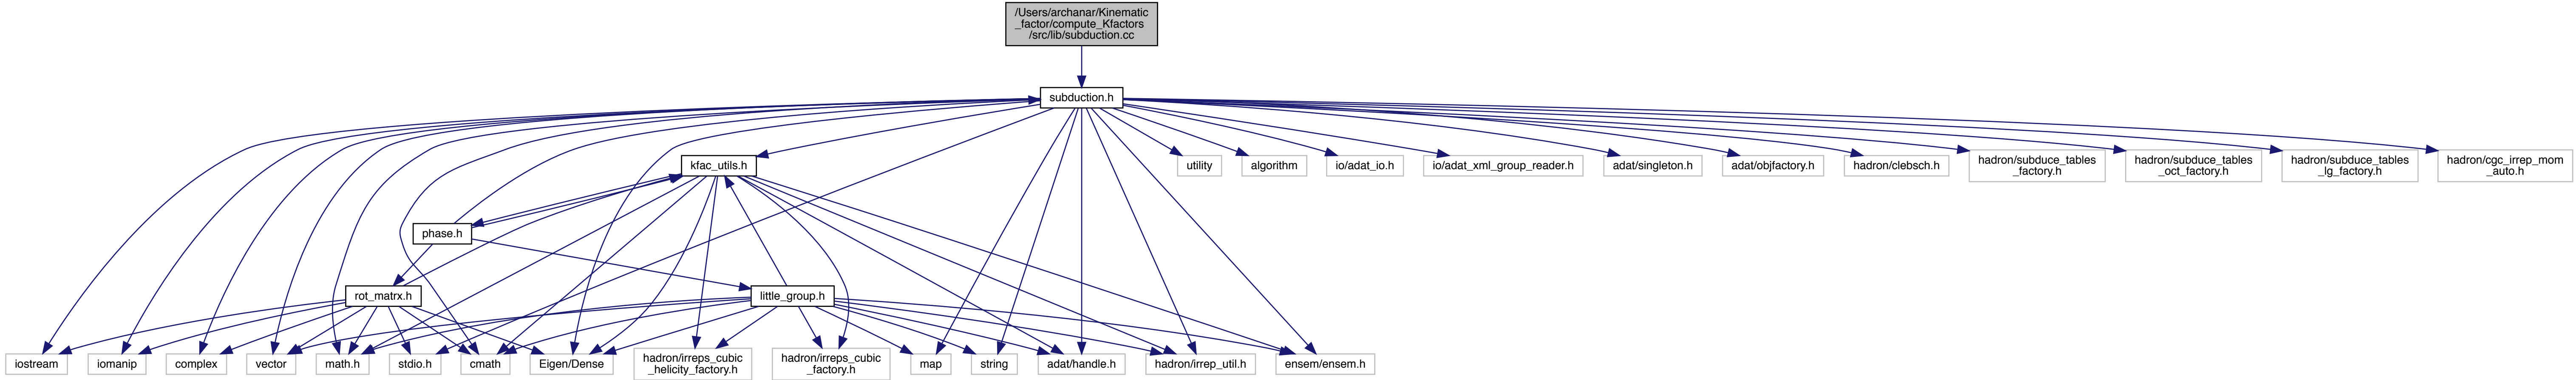 /Users/archanar/Kinematic
_factor/compute_Kfactors
/src/lib/subduction.cc
subduction.h
kfac_utils.h
utility
algorithm
io/adat_io.h
io/adat_xml_group_reader.h
adat/singleton.h
adat/objfactory.h
hadron/clebsch.h
hadron/subduce_tables
_factory.h
hadron/subduce_tables
_oct_factory.h
hadron/subduce_tables
_lg_factory.h
hadron/cgc_irrep_mom
_auto.h
phase.h
rot_matrx.h
little_group.h
iostream
iomanip
complex
vector
math.h
stdio.h
cmath
Eigen/Dense
hadron/irreps_cubic
_helicity_factory.h
hadron/irreps_cubic
_factory.h
map
string
adat/handle.h
hadron/irrep_util.h
ensem/ensem.h